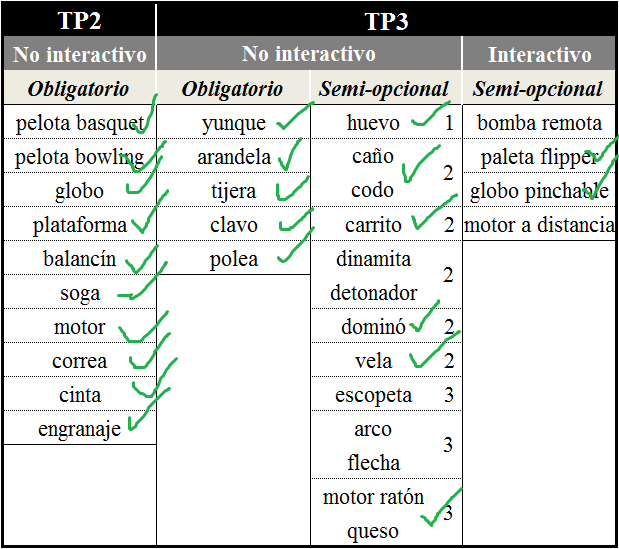 TP2 TP3
No interactivo No interactivo Interactivo
Obligatorio Obligatorio Semi-opcional Semi-opcional
pelota basquet yunque huevo 1 bomba remota
pelota bowling arandela caño 2 paleta flipper
globo tijera codo globo pinchable
plataforma clavo carrito 2 motor a distancia
balancín polea dinamita 2
soga detonador
motor dominó 2
correa vela 2
cinta escopeta 3
engranaje arco 3
flecha
motor ratón 3
queso